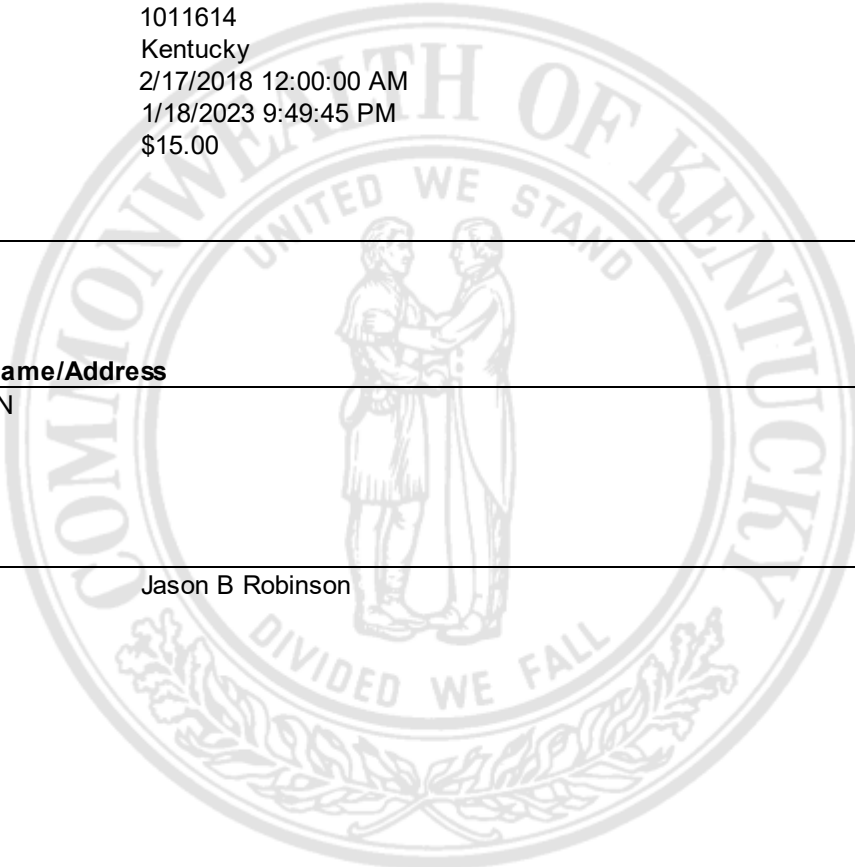 1011614
Kentucky
2/17/2018 12:00:00 AM
1/18/2023 9:49:45 PM
$15.00
COMMONWEALTH OF KENTUCKY
UNITED WE STAND
ame/Address
N
Jason B Robinson
DIVIDED WE FALL